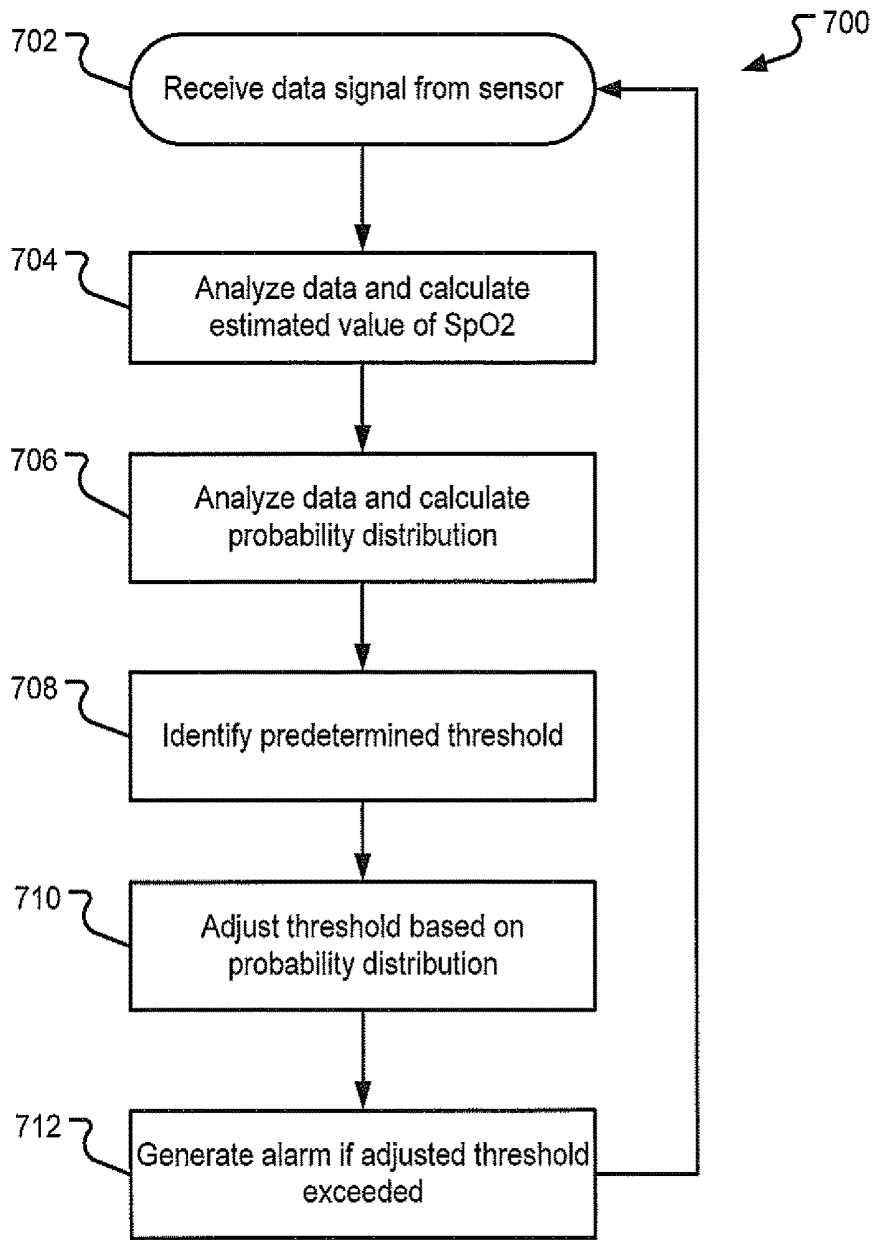 700
702
Receive data signal from sensor
704
Analyze data and calculate
estimated value of SpO2
706
Analyze data and calculate
probability distribution
708
Identify predetermined threshold
710
Adjust threshold based on
probability distribution
712
Generate alarm if adjusted threshold
exceeded